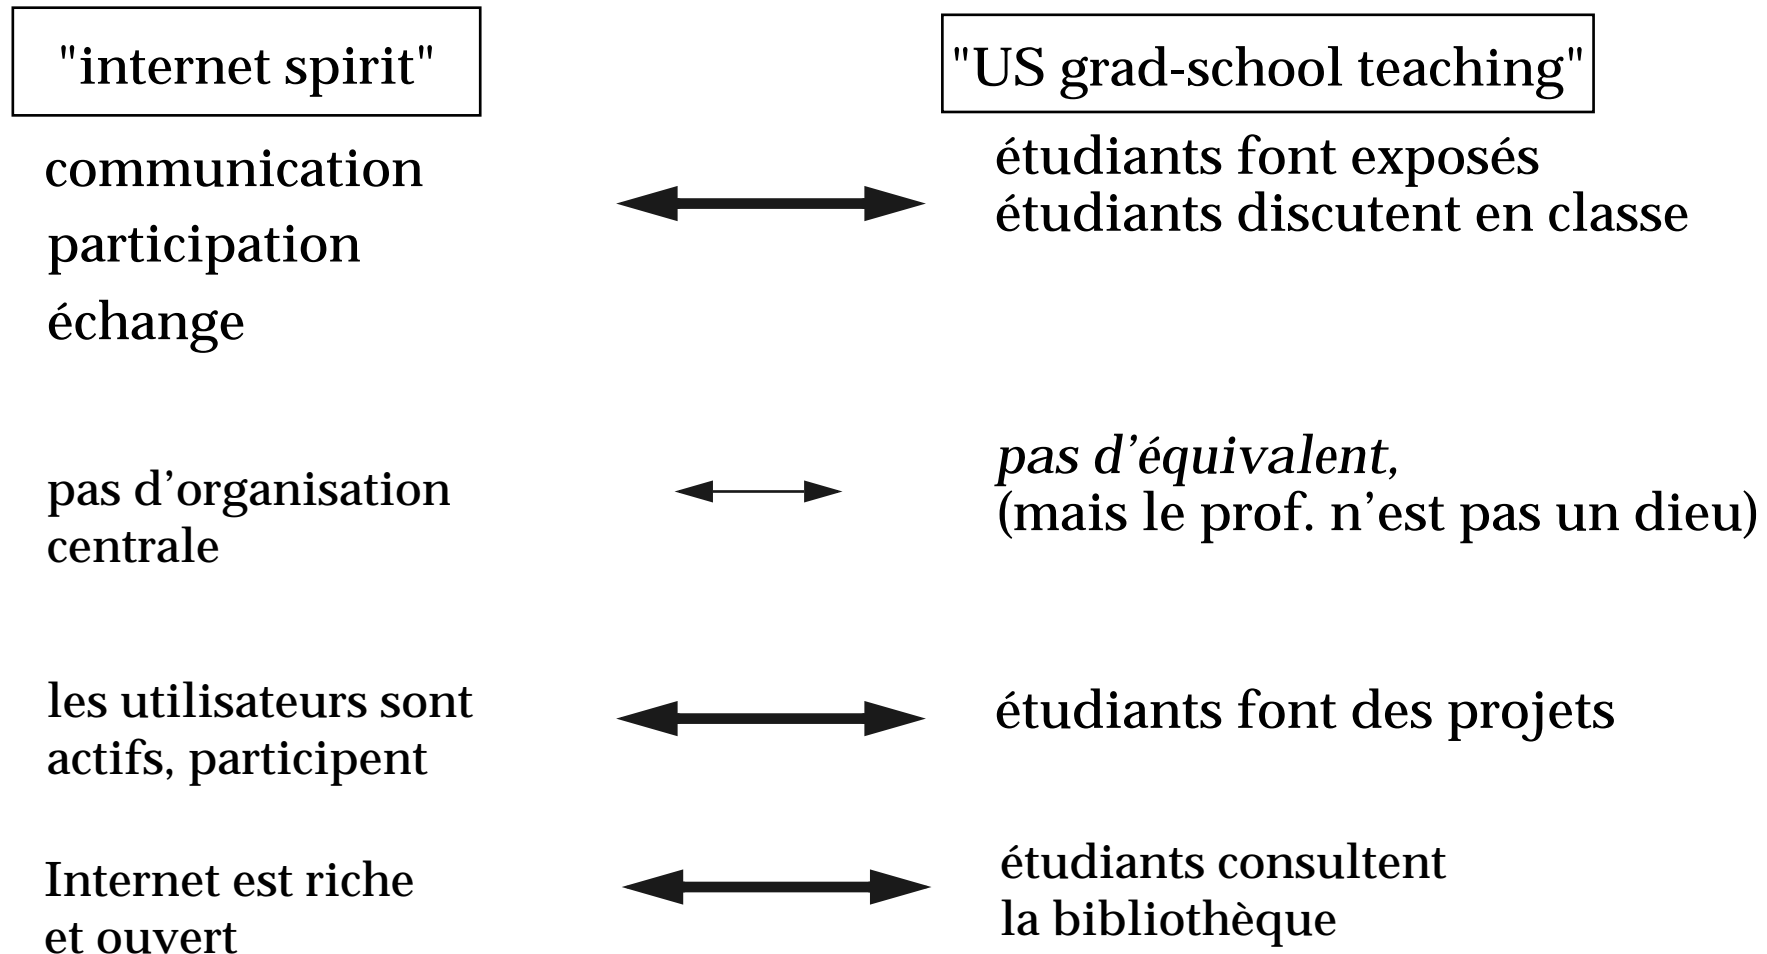 "internet spirit"
"US grad-school teaching"
communication
participation
échange
étudiants font exposés
étudiants discutent en classe
pas d’organisation
centrale
pas d’équivalent,
(mais le prof. n’est pas un dieu)
les utilisateurs sont
actifs, participent
étudiants font des projets
Internet est riche
et ouvert
étudiants consultent
la bibliothèque